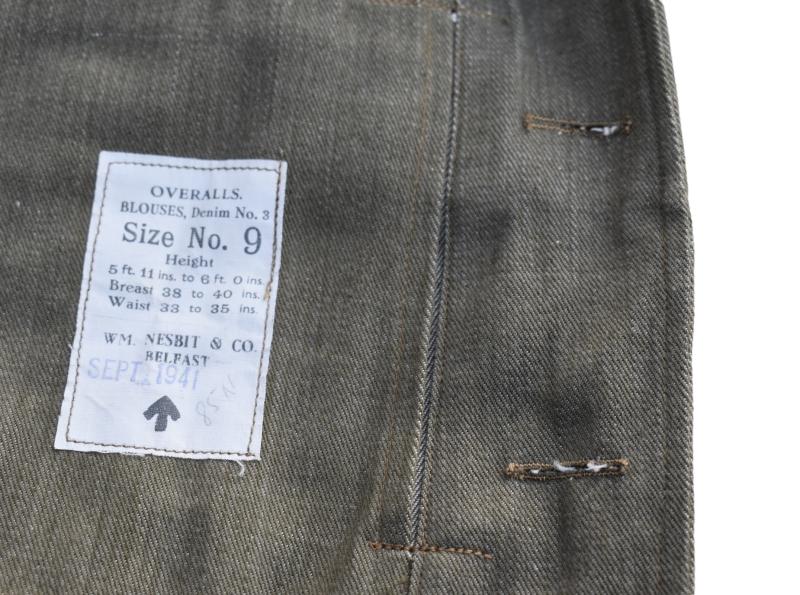 OVERALLS.
BLOUSES, Denim No. 3
Size No. 9
Height
5 ft. 11 ins. to 6 ft. 0 ins.
Breast 38 to 40 ins.
Waist 33 to 35 ins.
WM. NESBIT & CO.
BELFAST
SEPT. 1941